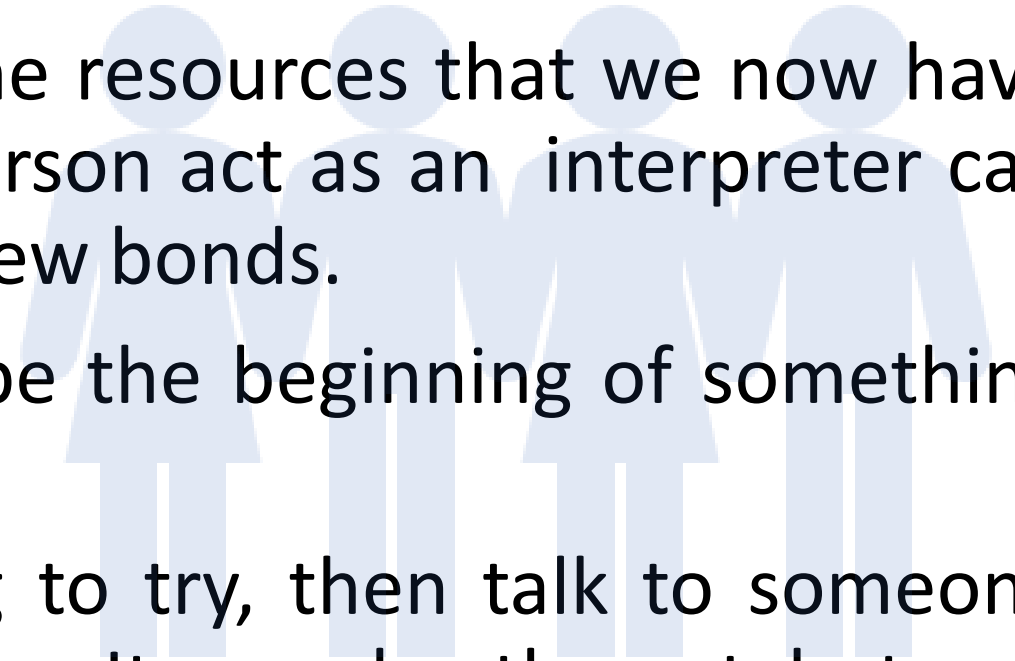 he resources that we now hav
rson act as an interpreter ca
ew bonds.
be the beginning of somethin
g to try, then talk to someon